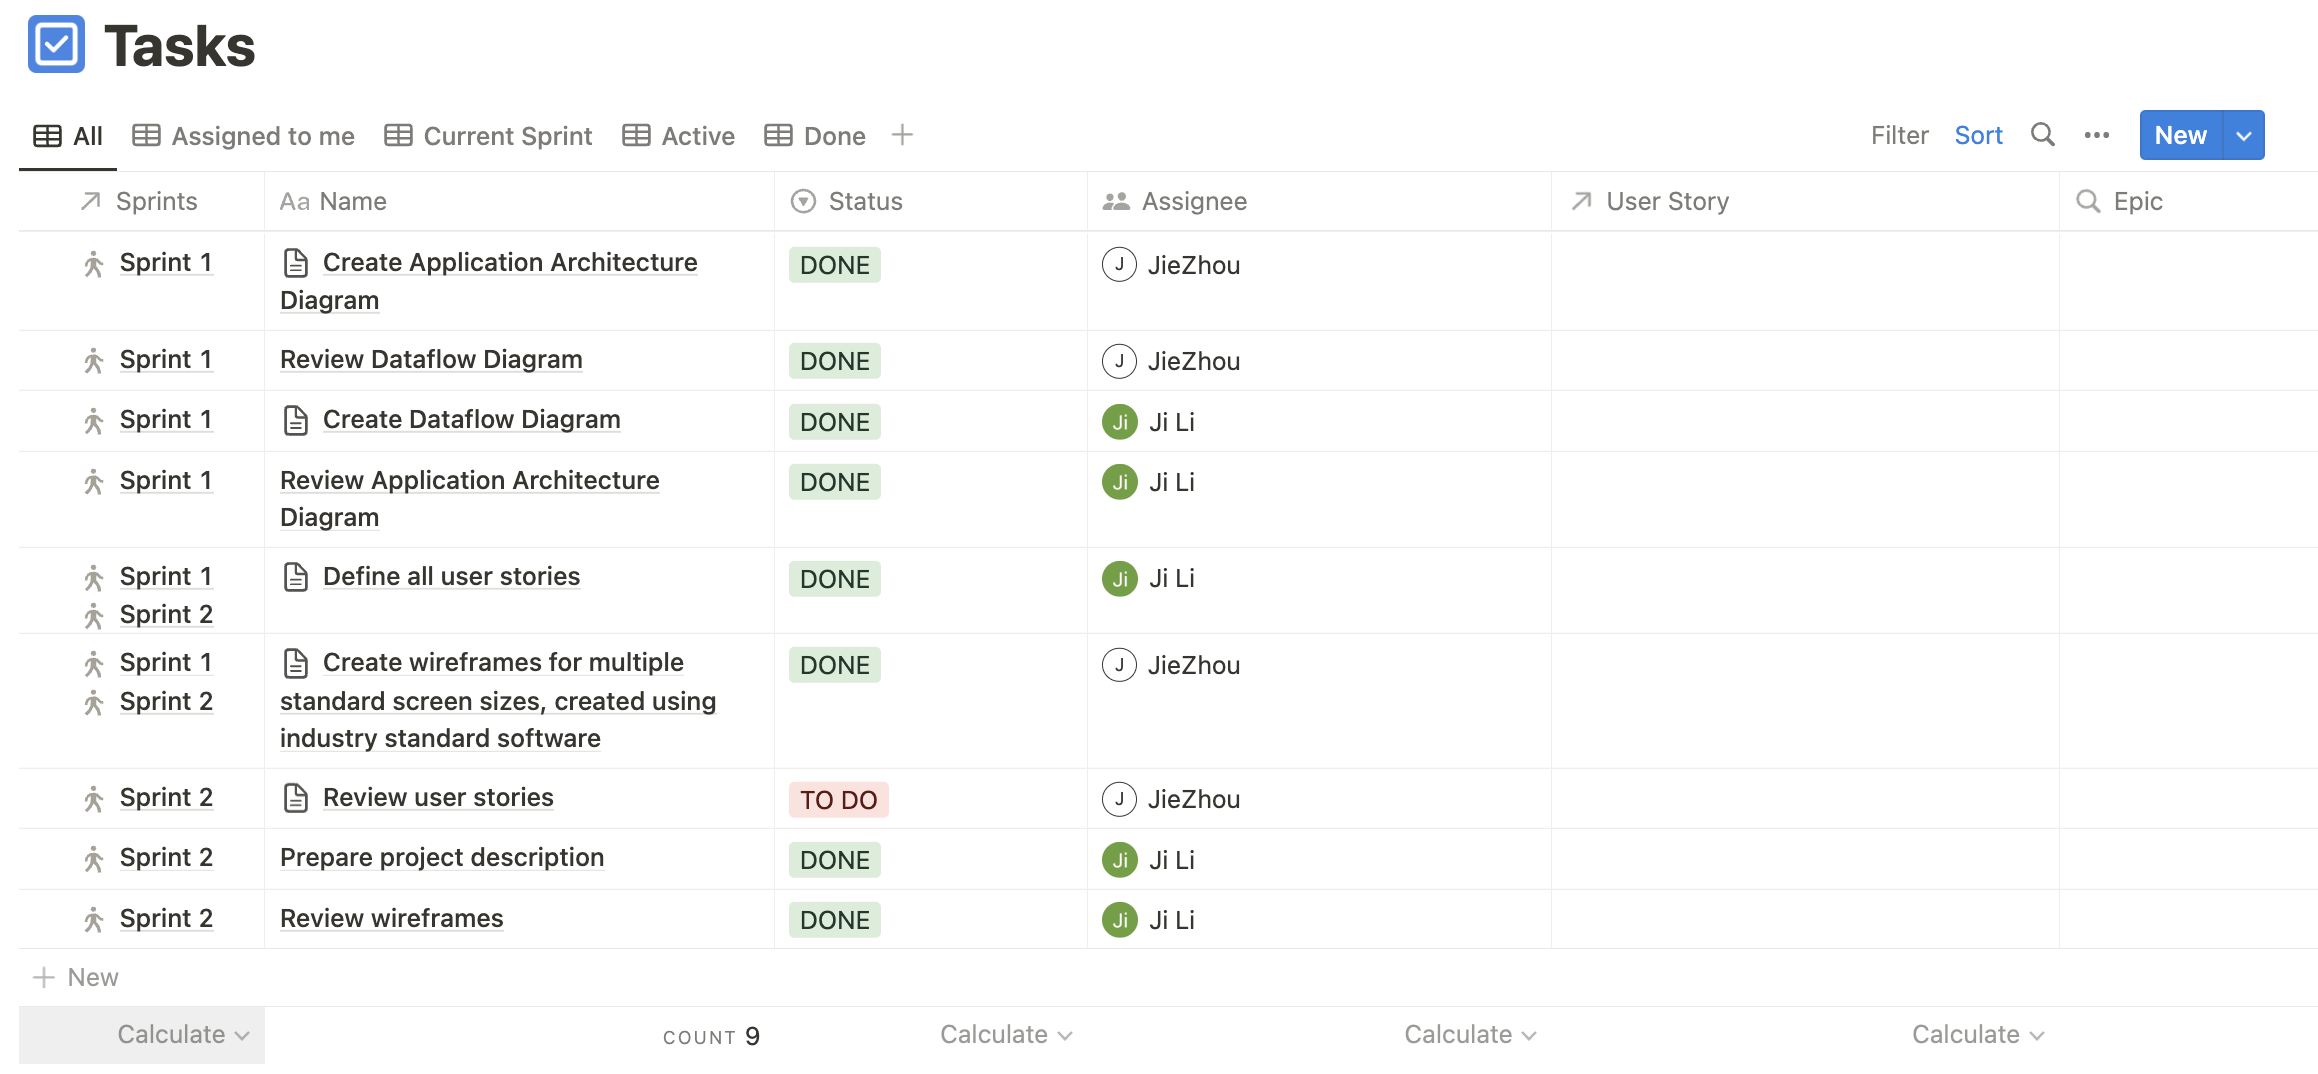 Tasks
All Assigned to me Current Sprint Active Done Filter Sort New
Sprints Aa Name Status Assignee User Story Epic
Sprint 1 Create Application Architecture DONE J JieZhou
Diagram
Sprint 1 Review Dataflow Diagram DONE J JieZhou
Sprint 1 Create Dataflow Diagram DONE Ji Ji Li
Sprint 1 Review Application Architecture DONE Ji Ji Li
Diagram
Sprint 1 Define all user stories DONE Ji Ji Li
Sprint 2
Sprint 1 Create wireframes for multiple DONE J JieZhou
Sprint 2 standard screen sizes, created using
industry standard software
Sprint 2 Review user stories TO DO J JieZhou
Sprint 2 Prepare project description DONE Ji Ji Li
Sprint 2 Review wireframes DONE Ji Ji Li
New
Calculate COUNT 9 Calculate Calculate Calculate